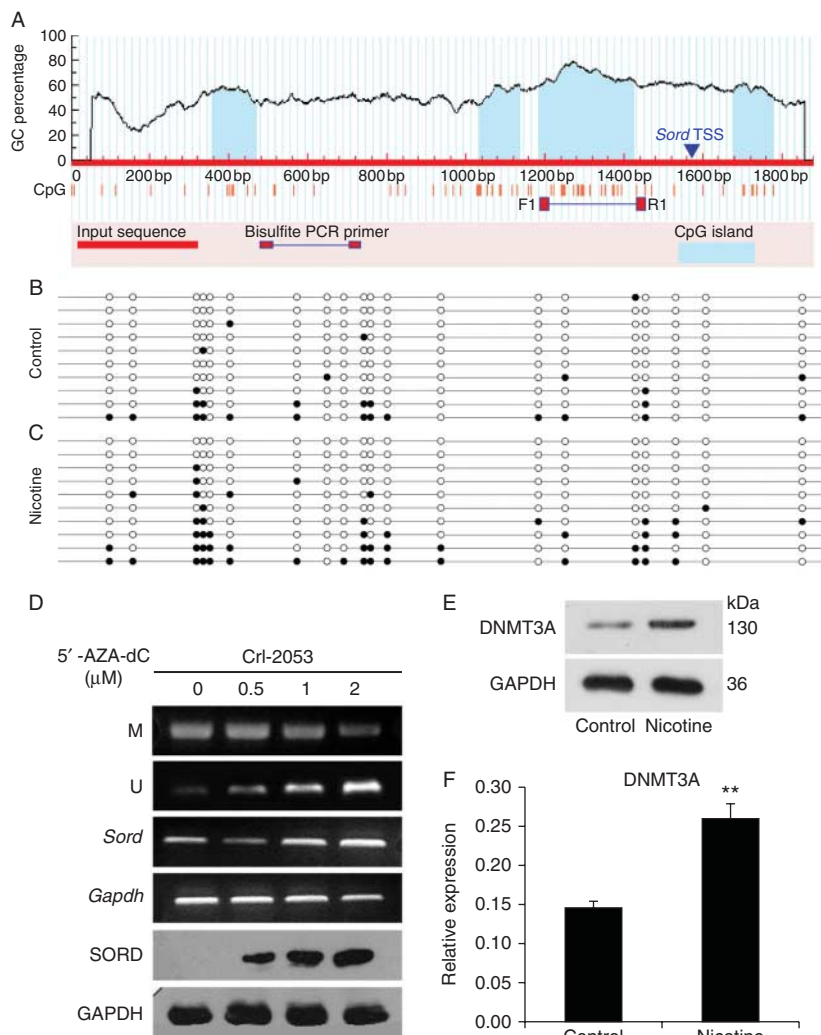 A
GC percentage
100
80
60
40
20
0
Sord TSS
200 bp
400 bp
600 bp
800 bp
1000 bp
1200 bp
1400 bp
1600 bp
1800 bp
CpG
F1
R1
Input sequence
Bisulfite PCR primer
CpG island
B
Control
C
Nicotine
D
5′ -AZA-dC
(μM)
Crl-2053
0
0.5
1
2
M
U
Sord
Gapdh
SORD
GAPDH
E
kDa
DNMT3A
130
GAPDH
36
Control
Nicotine
F
DNMT3A
Relative expression
0.30
0.25
0.20
0.15
0.10
0.05
0.00
**
Control
Nicotine